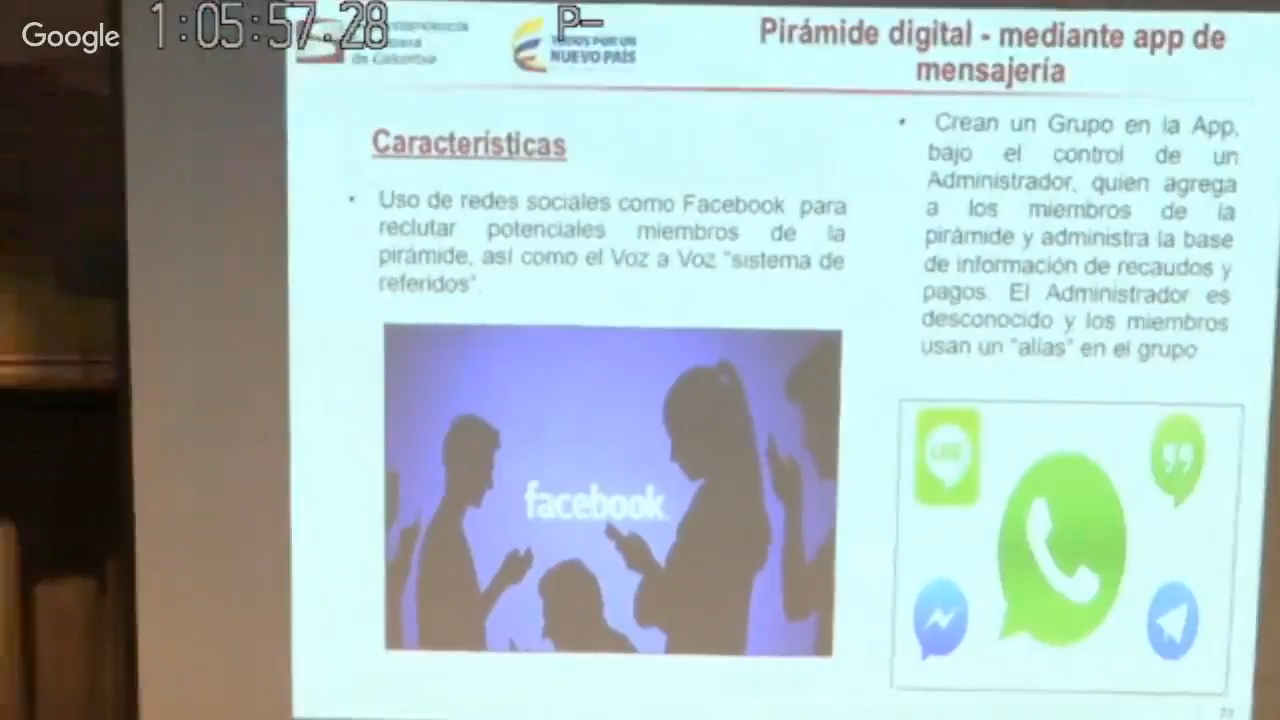 Google
1:05:57.28
P-
de Colombia
TODOS POR UN
NUEVO PAÍS
Pirámide digital - mediante app de
mensajería
Características
• Uso de redes sociales como Facebook para
reclutar potenciales miembros de la
pirámide, así como el Voz a Voz "sistema de
referidos".
facebook
• Crean un Grupo en la App,
bajo el control de un
Administrador, quien agrega
a los miembros de la
pirámide y administra la base
de información de recaudos y
pagos. El Administrador es
desconocido y los miembros
usan un "alias" en el grupo
LINE